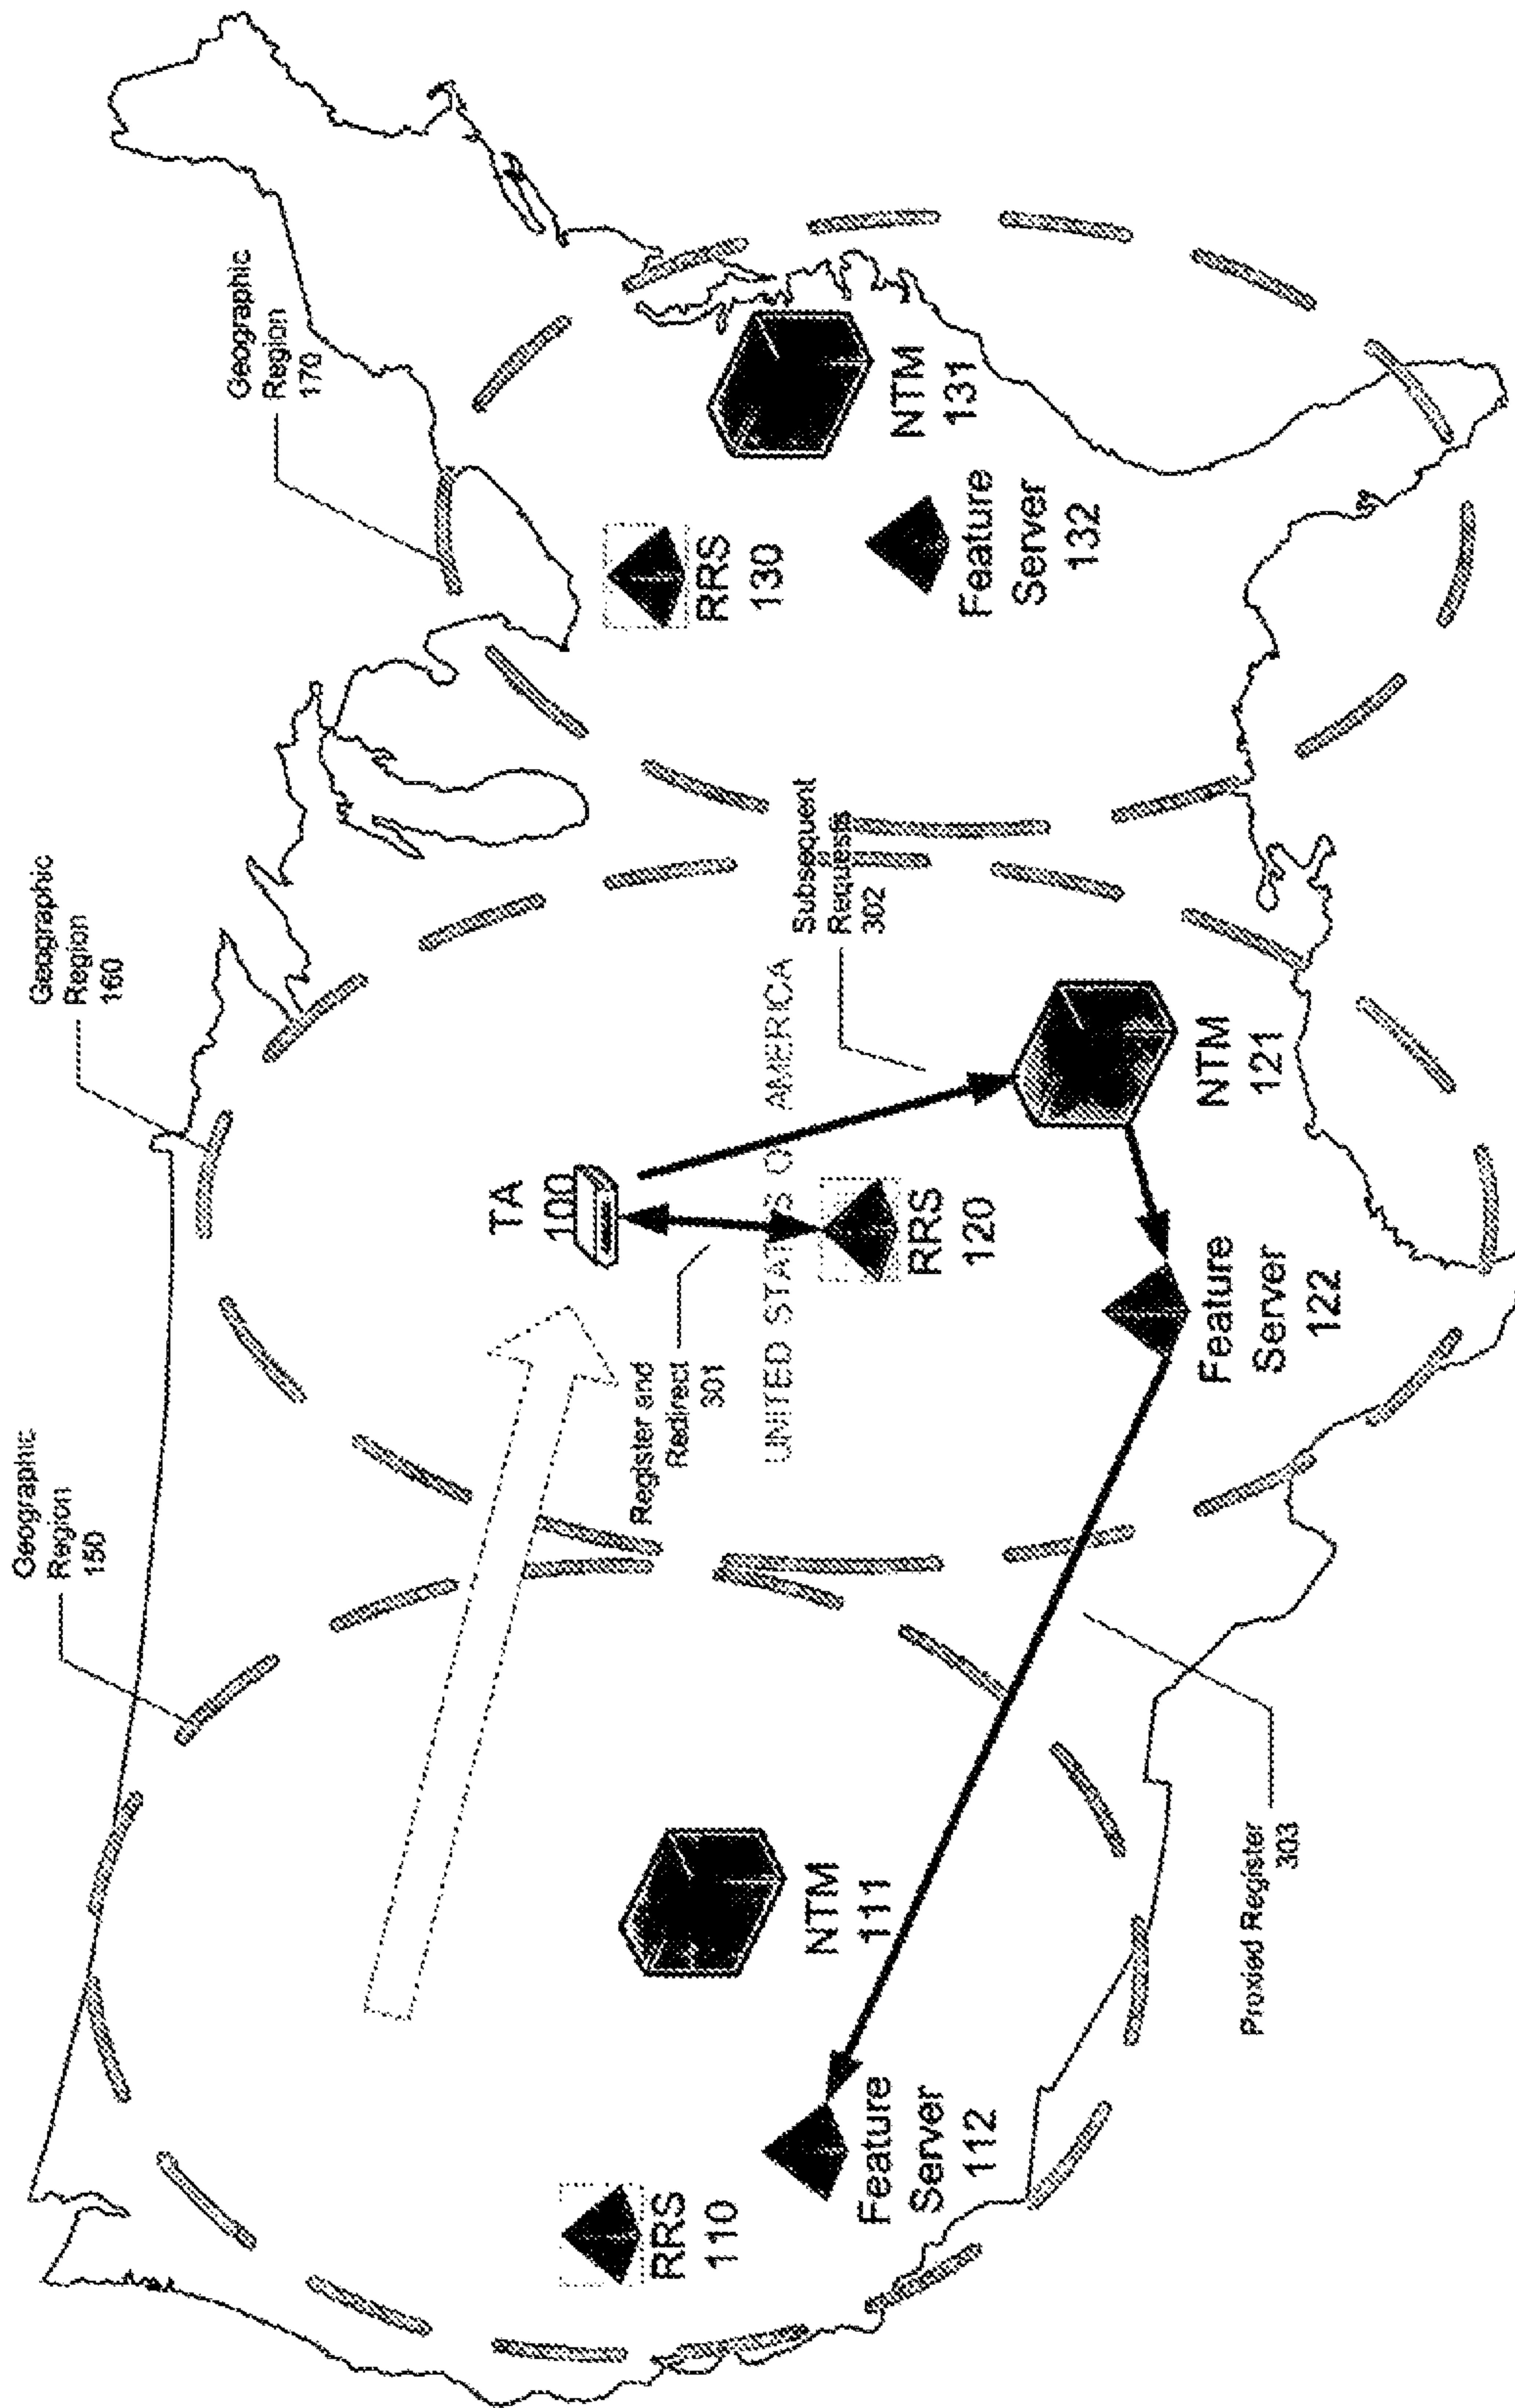 Geographic
Region
150
Geographic
Region
160
Geographic
Region
170
TA
100
Register and
Redirect
301
UNITED STATES OF AMERICA
Subsequent
Requests
302
RRS
110
NTM
111
Feature
Server
112
RRS
120
NTM
121
Feature
Server
122
RRS
130
NTM
131
Feature
Server
132
Proxied Register
303